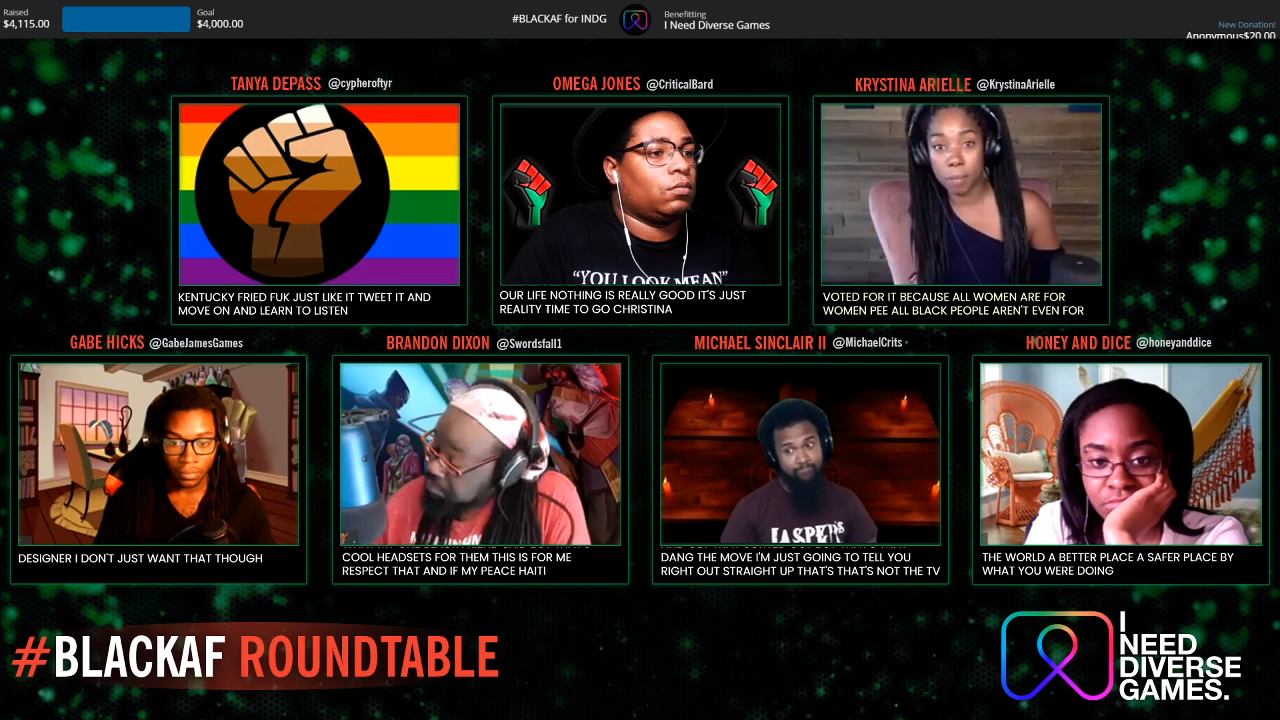 Raised
$4,115.00
Goal
$4,000.00
#BLACKAF for INDG
Benefitting
I Need Diverse Games
New Donation!
Anonymous$20.00
TANYA DEPASS @cypheroftyr
OMEGA JONES @CriticalBard
KRYSTINA ARIELLE @KrystinaArielle
"YOU LOOK MEAN"
KENTUCKY FRIED FUK JUST LIKE IT TWEET IT AND
MOVE ON AND LEARN TO LISTEN
OUR LIFE NOTHING IS REALLY GOOD IT'S JUST
REALITY TIME TO GO CHRISTINA
VOTED FOR IT BECAUSE ALL WOMEN ARE FOR
WOMEN PEE ALL BLACK PEOPLE AREN'T EVEN FOR
GABE HICKS @GabeJamesGames
BRANDON DIXON @Swordsfall1
MICHAEL SINCLAIR II @MichaelCrits
HONEY AND DICE @honeyanddice
DESIGNER I DON'T JUST WANT THAT THOUGH
COOL HEADSETS FOR THEM THIS IS FOR ME
RESPECT THAT AND IF MY PEACE HAITI
DANG THE MOVE I'M JUST GOING TO TELL YOU
RIGHT OUT STRAIGHT UP THAT'S THAT'S NOT THE TV
THE WORLD A BETTER PLACE A SAFER PLACE BY
WHAT YOU WERE DOING
#BLACKAF ROUNDTABLE
I
NEED
DIVERSE
GAMES.